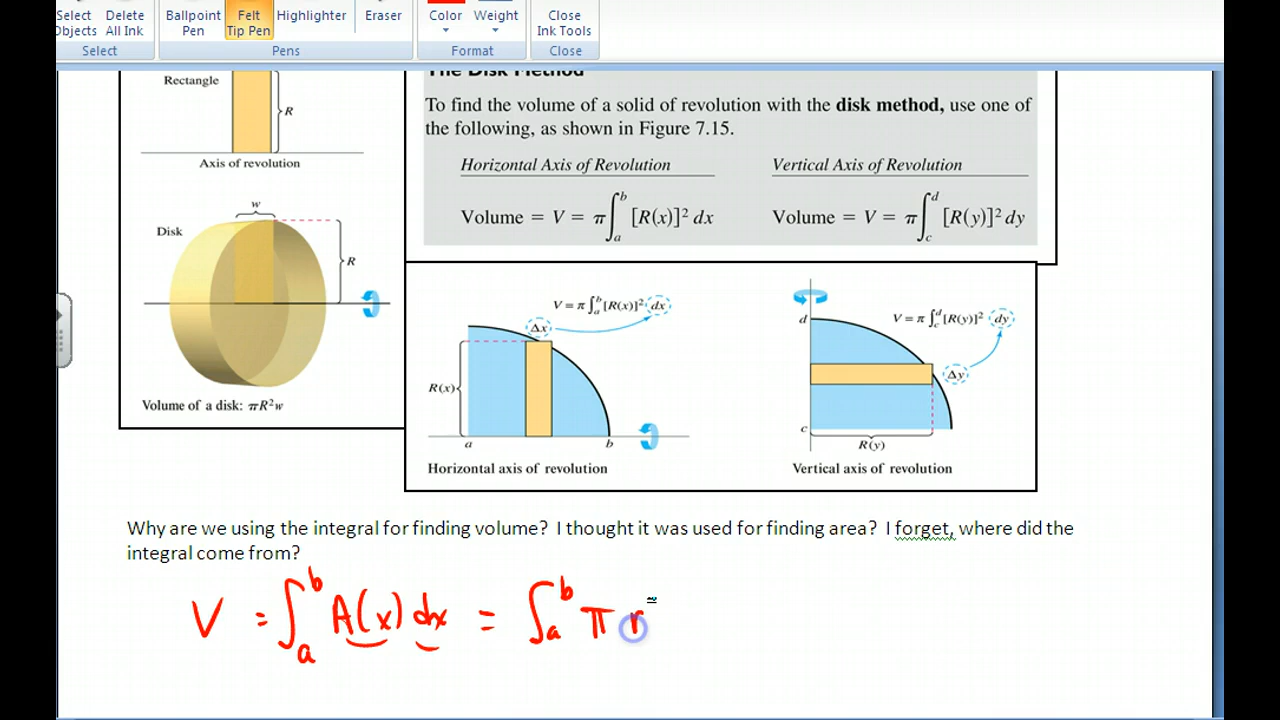 Select Objects
Delete All Ink
Ballpoint Pen
Felt Tip Pen
Highlighter
Eraser
Color
Weight
Close Ink Tools
Select
Pens
Format
Close
Rectangle
R
Axis of revolution
w
Disk
R
Volume of a disk: πR²w
The Disk Method
To find the volume of a solid of revolution with the disk method, use one of
the following, as shown in Figure 7.15.
Horizontal Axis of Revolution
Volume = V = π∫ₐᵇ [R(x)]² dx
Vertical Axis of Revolution
Volume = V = π∫_c^d [R(y)]² dy
V = π ∫ₐᵇ [R(x)]² dx
Δx
R(x)
a
b
Horizontal axis of revolution
V = π ∫_c^d [R(y)]² dy
d
Δy
c
R(y)
Vertical axis of revolution
Why are we using the integral for finding volume? I thought it was used for finding area? I forget, where did the
integral come from?
V = ∫ₐᵇ A(x) dx = ∫ₐᵇ π r